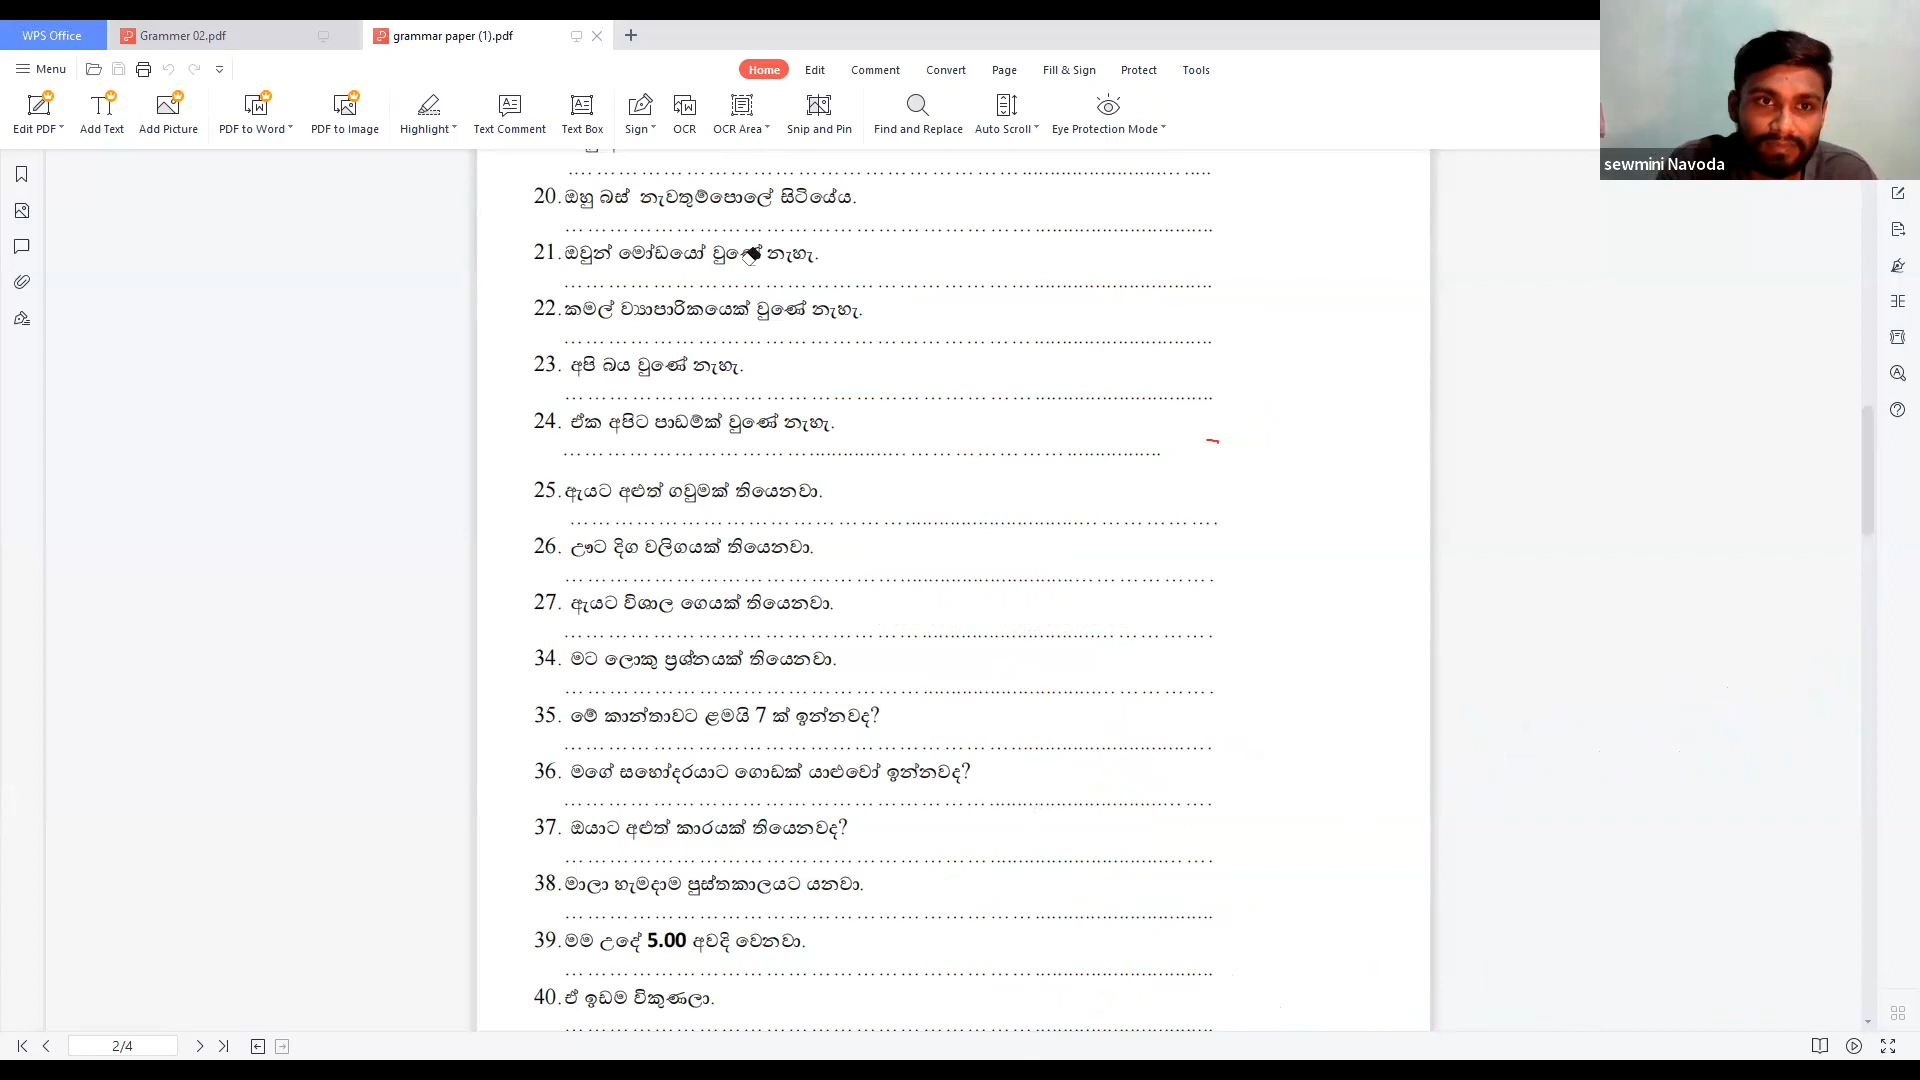 WPS Office
Grammer 02.pdf
grammar paper (1).pdf
Menu
Home Edit Comment Convert Page Fill & Sign Protect Tools
Edit PDF Add Text Add Picture PDF to Word PDF to Image Highlight Text Comment Text Box Sign OCR OCR Area Snip and Pin Find and Replace Auto Scroll Eye Protection Mode
sewmini Navoda
20. ඔහු බස් නැවතුම්පොලේ සිටියේය.
21. ඔවුන් මෝඩයෝ වුණේ නැහැ.
22. කමල් ව්‍යාපාරිකයෙක් වුණේ නැහැ.
23. අපි බය වුණේ නැහැ.
24. ඒක අපිට පාඩම්ක් වුණේ නැහැ.
25. ඇයට අළුත් ගවුමක් තියෙනවා.
26. ඌට දිග වලිගයක් තියෙනවා.
27. ඇයට විශාල ගෙයක් තියෙනවා.
34. මට ලොකු ප්‍රශ්නයක් තියෙනවා.
35. මේ කාන්තාවට ළමයි 7 ක් ඉන්නවද?
36. මගේ සහෝදරයාට ගොඩක් යාළුවෝ ඉන්නවද?
37. ඔයාට අළුත් කාරයක් තියෙනවද?
38. මාලා හැමදාම පුස්තකාලයට යනවා.
39. මම උදේ 5.00 අවදි වෙනවා.
40. ඒ ඉඩම විකුණලා.
2/4